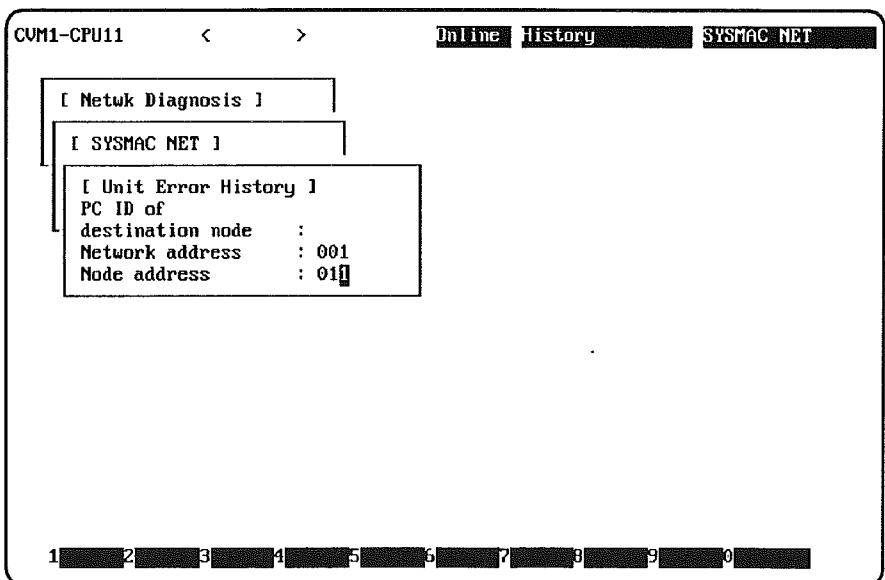 CVM1-CPU11 < > Online History SYSMAC NET
[ Netwk Diagnosis ]
[ SYSMAC NET ]
[ Unit Error History ]
PC ID of
destination node :
Network address : 001
Node address : 011
1 2 3 4 5 6 7 8 9 0